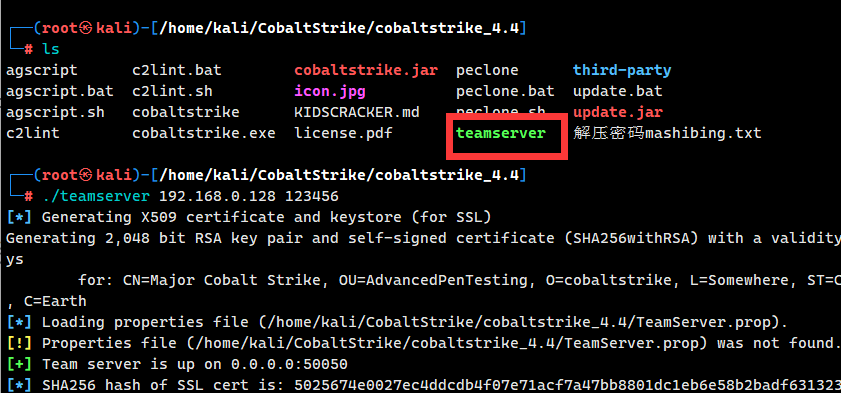 (root㉿kali)-[/home/kali/CobaltStrike/cobaltstrike_4.4]
# ls
agscript c2lint.bat cobaltstrike.jar peclone third-party
agscript.bat c2lint.sh icon.jpg peclone.bat update.bat
agscript.sh cobaltstrike KIDSCRACKER.md peclone.sh update.jar
c2lint cobaltstrike.exe license.pdf teamserver 解压密码mashibing.txt
(root㉿kali)-[/home/kali/CobaltStrike/cobaltstrike_4.4]
# ./teamserver 192.168.0.128 123456
[*] Generating X509 certificate and keystore (for SSL)
Generating 2,048 bit RSA key pair and self-signed certificate (SHA256withRSA) with a validity
ys
for: CN=Major Cobalt Strike, OU=AdvancedPenTesting, O=cobaltstrike, L=Somewhere, ST=C
, C=Earth
[*] Loading properties file (/home/kali/CobaltStrike/cobaltstrike_4.4/TeamServer.prop).
[!] Properties file (/home/kali/CobaltStrike/cobaltstrike_4.4/TeamServer.prop) was not found.
[+] Team server is up on 0.0.0.0:50050
[*] SHA256 hash of SSL cert is: 5025674e0027ec4ddcdb4f07e71acf7a47bb8801dc1eb6e58b2badf631323